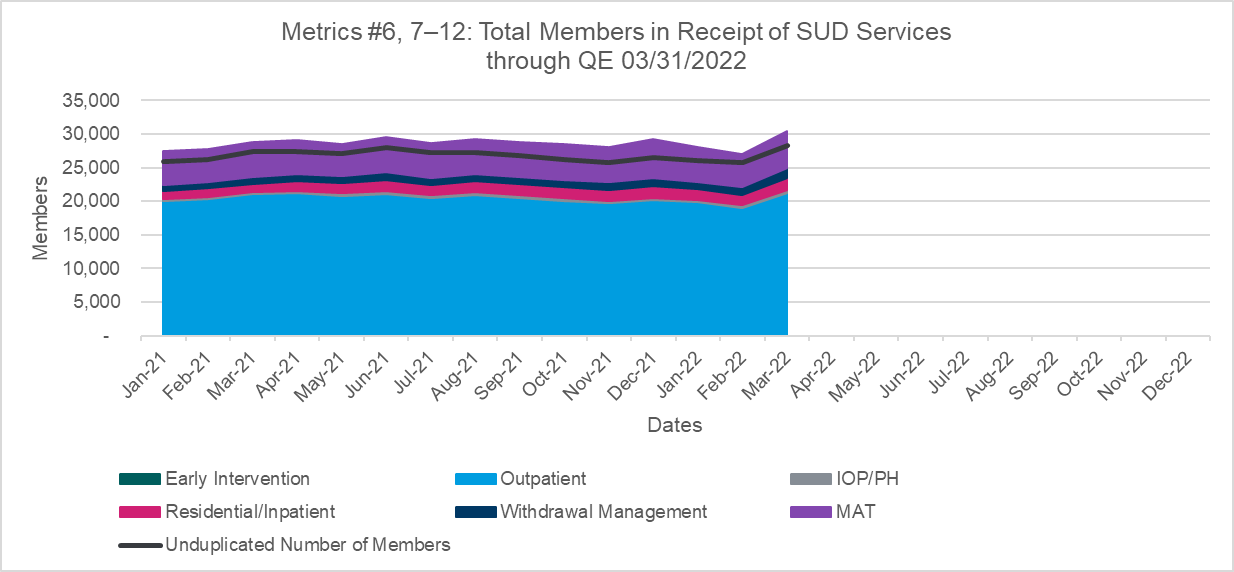 Metrics #6, 7–12: Total Members in Receipt of SUD Services
through QE 03/31/2022
35,000
30,000
25,000
20,000
15,000
10,000
5,000
-
Members
Jan-21
Feb-21
Mar-21
Apr-21
May-21
Jun-21
Jul-21
Aug-21
Sep-21
Oct-21
Nov-21
Dec-21
Jan-22
Feb-22
Mar-22
Apr-22
May-22
Jun-22
Jul-22
Aug-22
Sep-22
Oct-22
Nov-22
Dec-22
Dates
Early Intervention
Outpatient
IOP/PH
Residential/Inpatient
Withdrawal Management
MAT
Unduplicated Number of Members